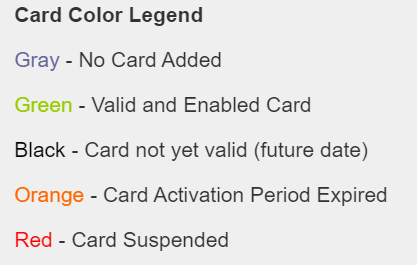 Card Color Legend
Gray - No Card Added
Green - Valid and Enabled Card
Black - Card not yet valid (future date)
Orange - Card Activation Period Expired
Red - Card Suspended